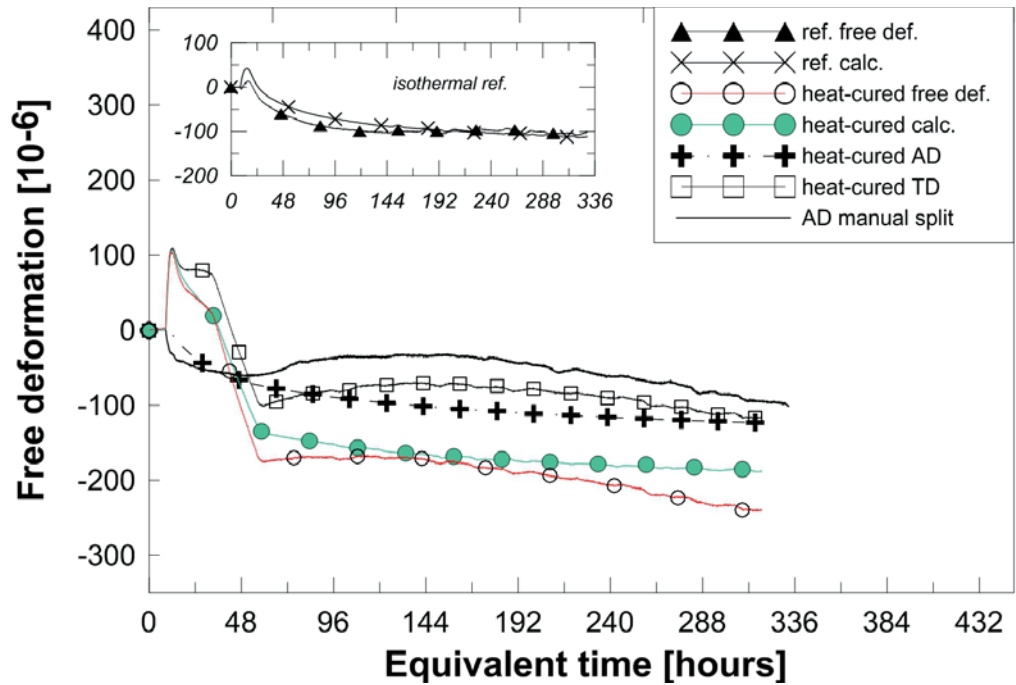 400
300
200
100
0
-100
-200
-300
Free deformation [10-6]
0 48 96 144 192 240 288 336 384 432
Equivalent time [hours]
100
0
-100
-200
isothermal ref.
0 48 96 144 192 240 288 336
ref. free def.
ref. calc.
heat-cured free def.
heat-cured calc.
heat-cured AD
heat-cured TD
AD manual split